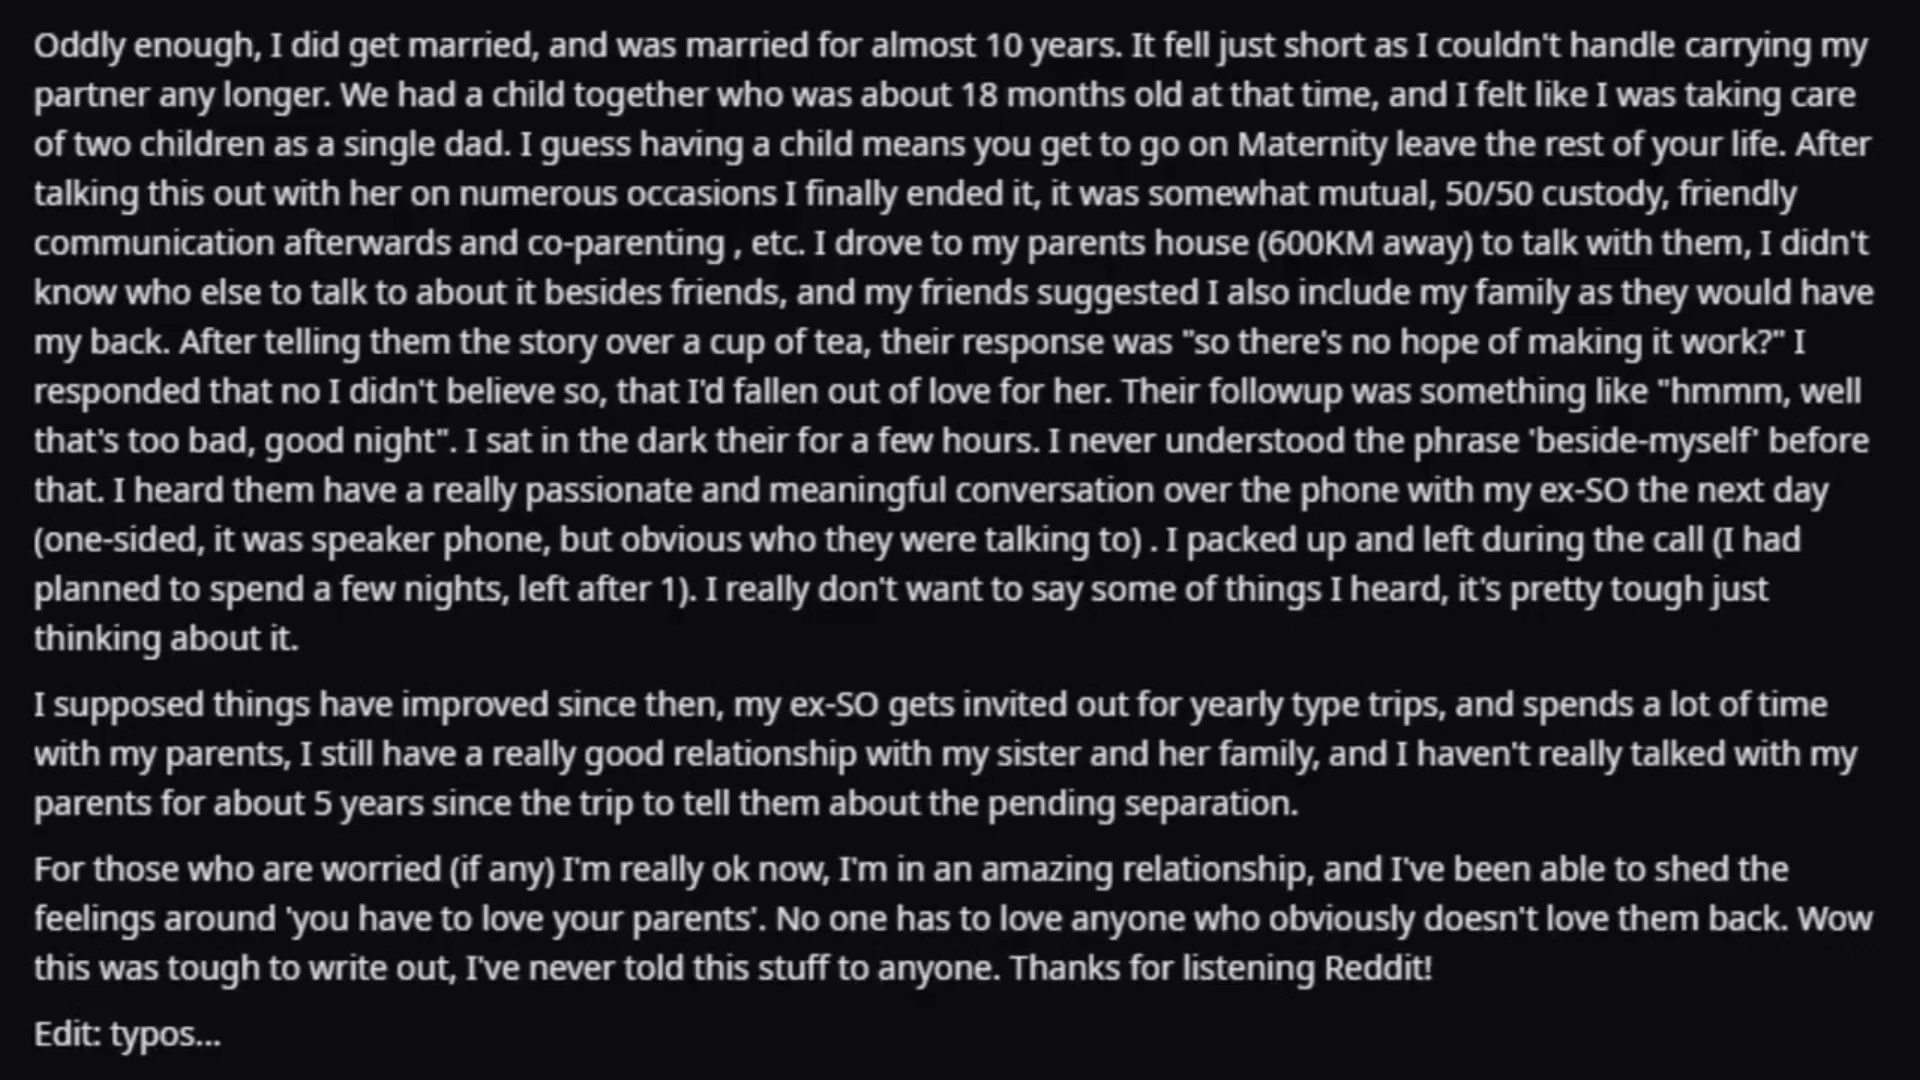 Oddly enough, I did get married, and was married for almost 10 years. It fell just short as I couldn't handle carrying my
partner any longer. We had a child together who was about 18 months old at that time, and I felt like I was taking care
of two children as a single dad. I guess having a child means you get to go on Maternity leave the rest of your life. After
talking this out with her on numerous occasions I finally ended it, it was somewhat mutual, 50/50 custody, friendly
communication afterwards and co-parenting , etc. I drove to my parents house (600KM away) to talk with them, I didn't
know who else to talk to about it besides friends, and my friends suggested I also include my family as they would have
my back. After telling them the story over a cup of tea, their response was "so there's no hope of making it work?" I
responded that no I didn't believe so, that I'd fallen out of love for her. Their followup was something like "hmmm, well
that's too bad, good night". I sat in the dark their for a few hours. I never understood the phrase 'beside-myself' before
that. I heard them have a really passionate and meaningful conversation over the phone with my ex-SO the next day
(one-sided, it was speaker phone, but obvious who they were talking to) . I packed up and left during the call (I had
planned to spend a few nights, left after 1). I really don't want to say some of things I heard, it's pretty tough just
thinking about it.
I supposed things have improved since then, my ex-SO gets invited out for yearly type trips, and spends a lot of time
with my parents, I still have a really good relationship with my sister and her family, and I haven't really talked with my
parents for about 5 years since the trip to tell them about the pending separation.
For those who are worried (if any) I'm really ok now, I'm in an amazing relationship, and I've been able to shed the
feelings around 'you have to love your parents'. No one has to love anyone who obviously doesn't love them back. Wow
this was tough to write out, I've never told this stuff to anyone. Thanks for listening Reddit!
Edit: typos...